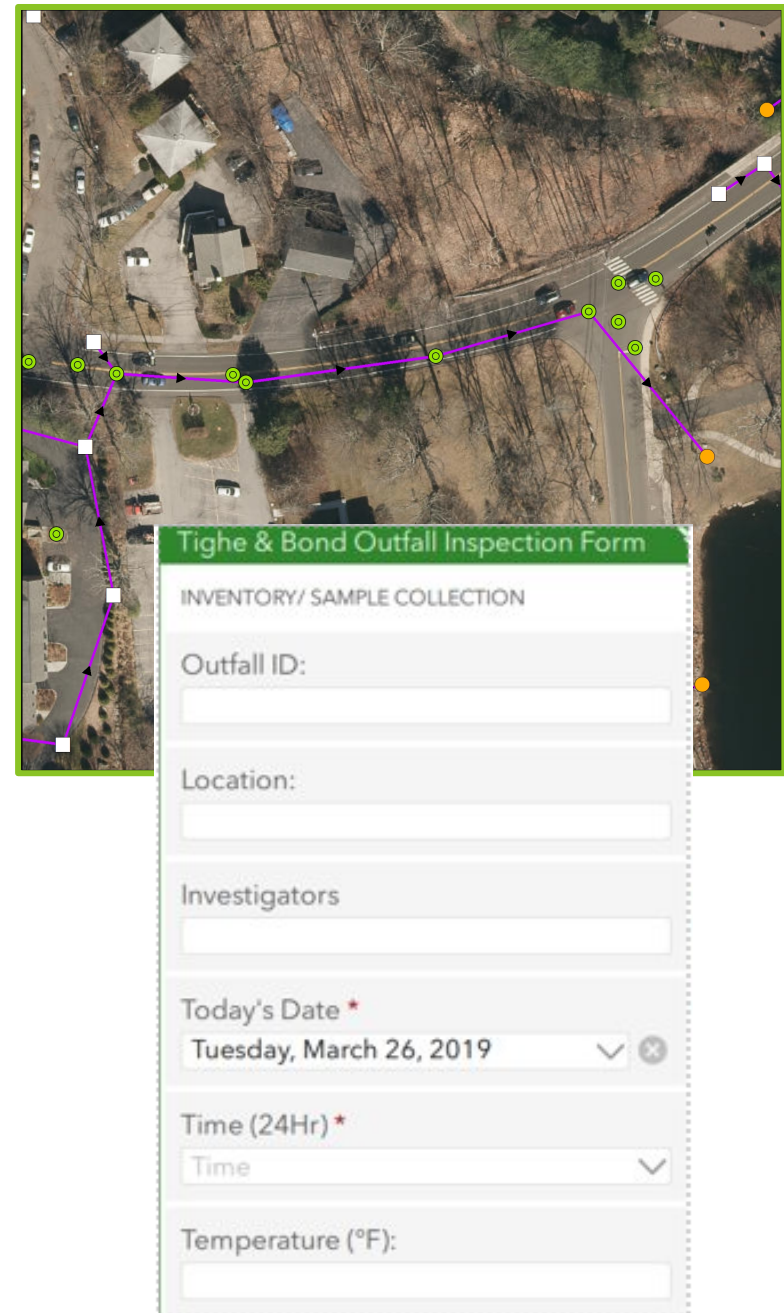 Tighe & Bond Outfall Inspection Form
INVENTORY/ SAMPLE COLLECTION
Outfall ID:
Location:
Investigators
Today's Date *
Tuesday, March 26, 2019
Time (24Hr) *
Time
Temperature (°F):